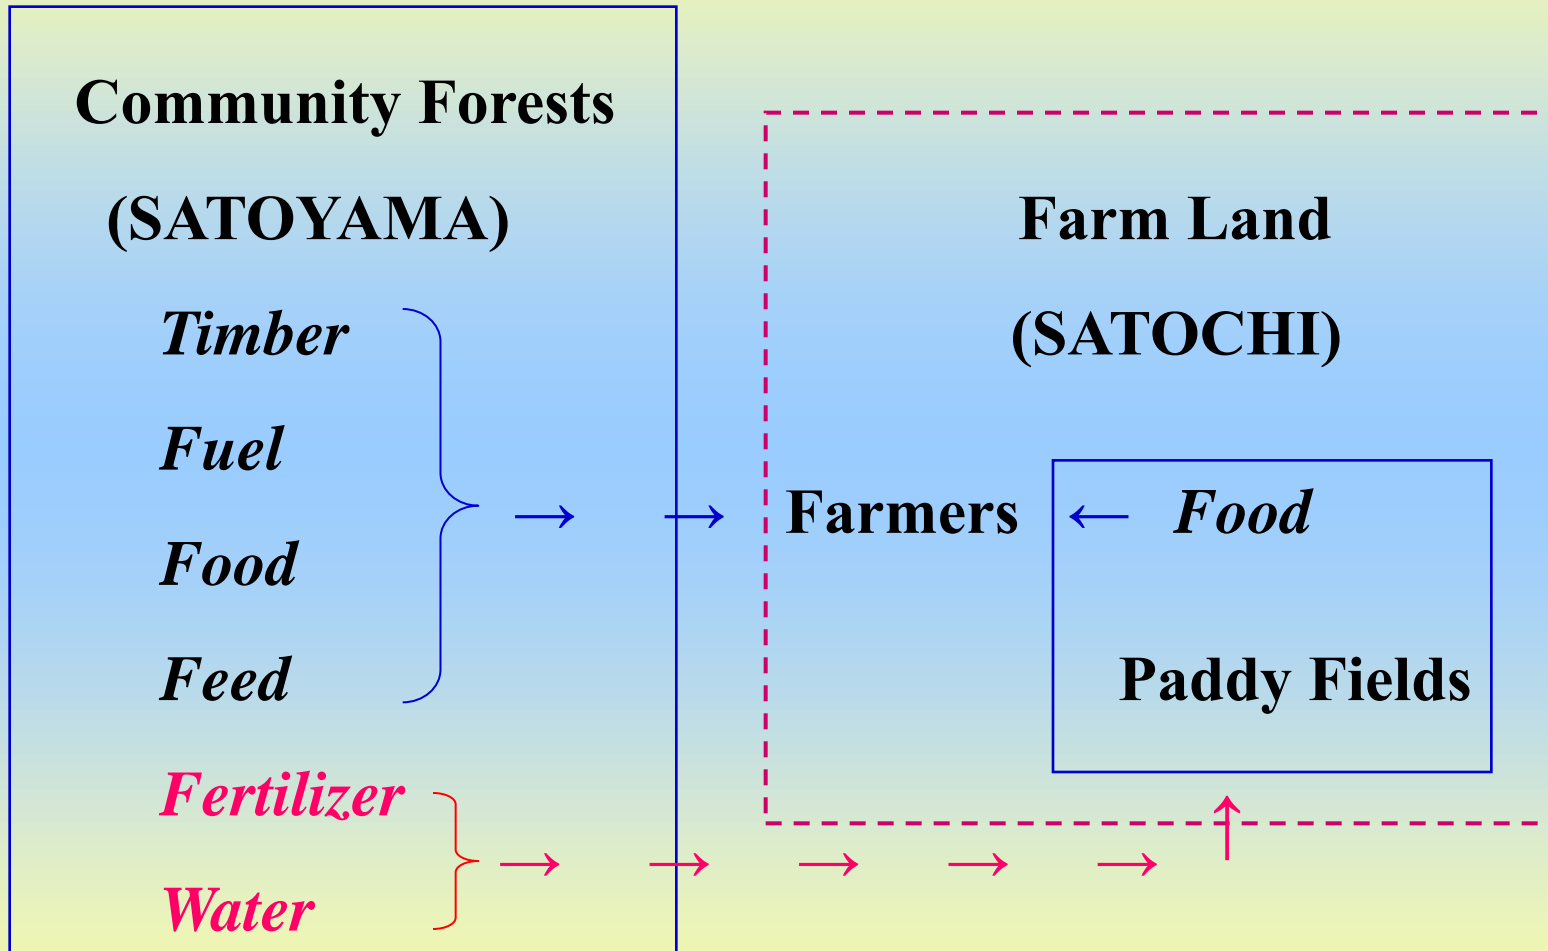 Community Forests
(SATOYAMA)
Timber
Fuel
Food
Feed
Fertilizer
Water
→ →
→ → → → → ↑
Farm Land
(SATOCHI)
Farmers ← Food
Paddy Fields